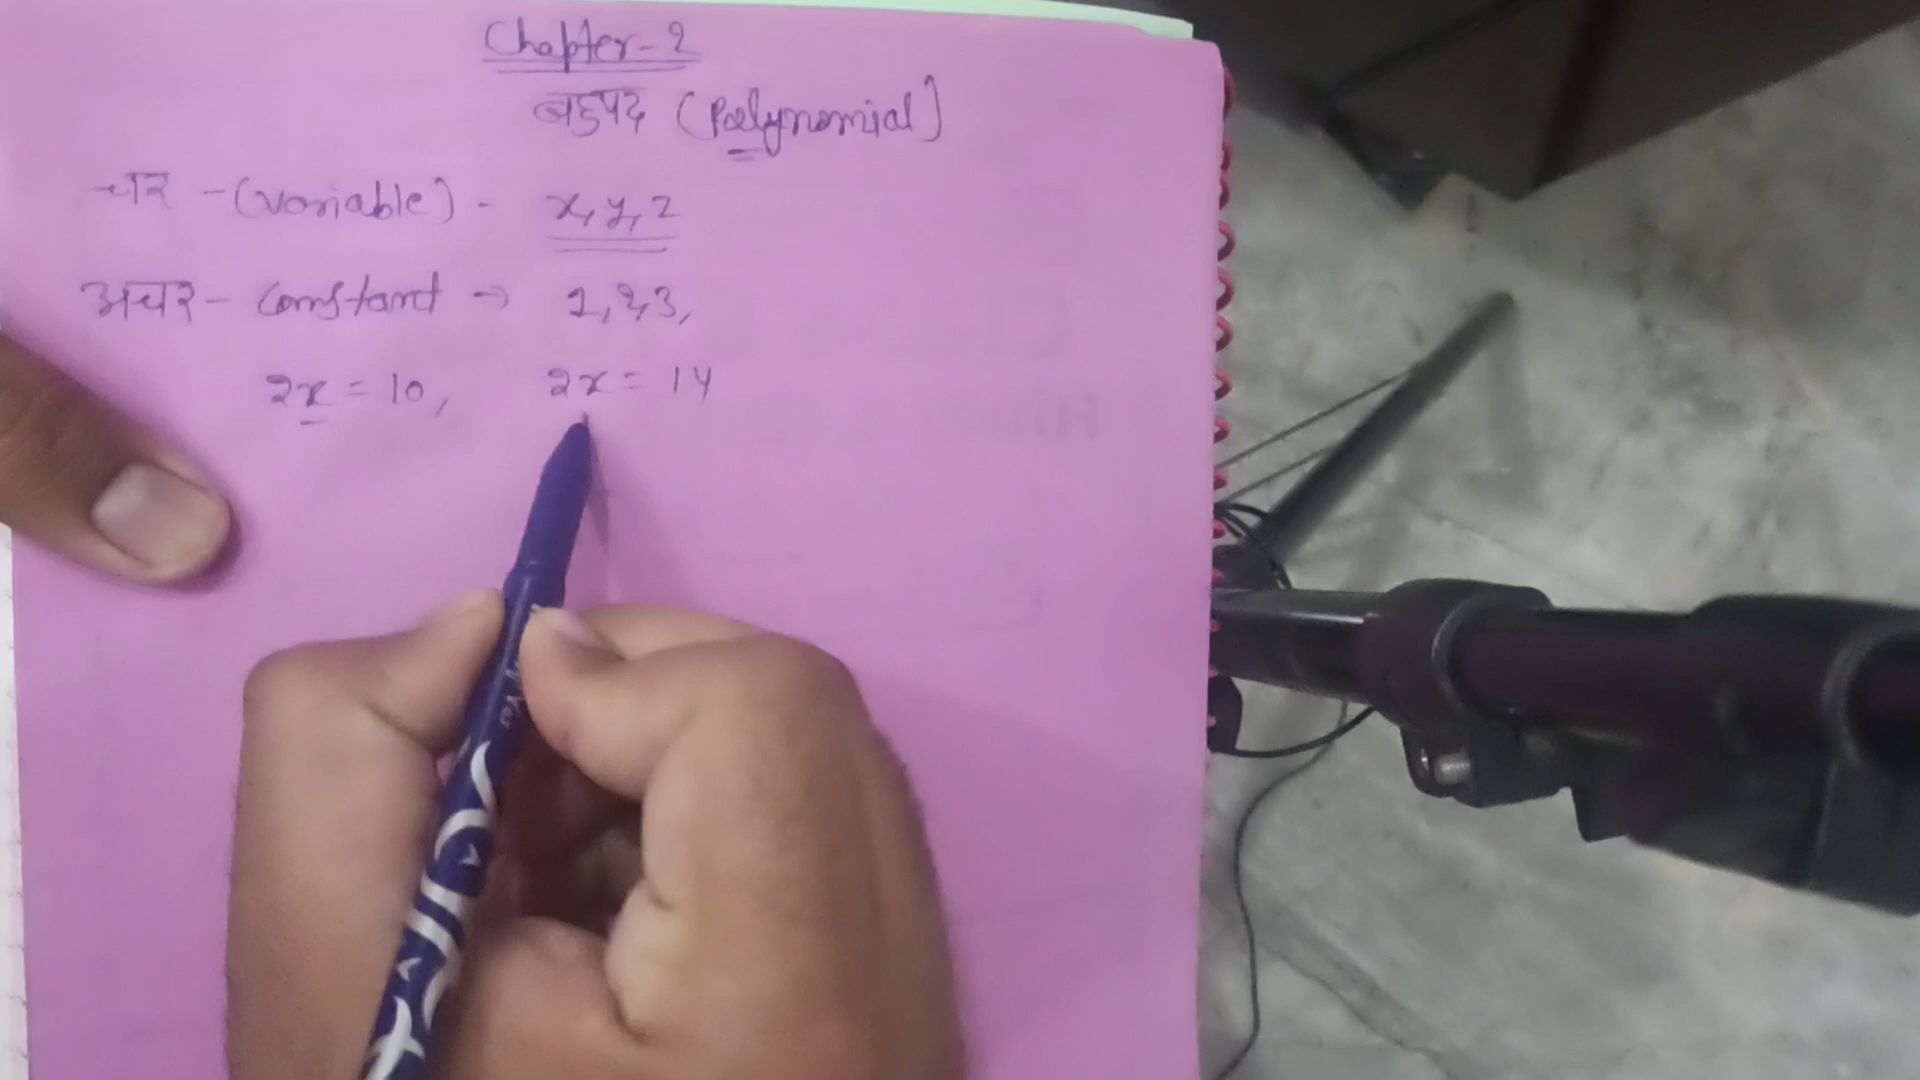 Chapter-2
बहुपद (Polynomial)
चर - (variable) - x, y, z
अचर - constant → 1, 2, 3,
2x = 10, 2x = 14